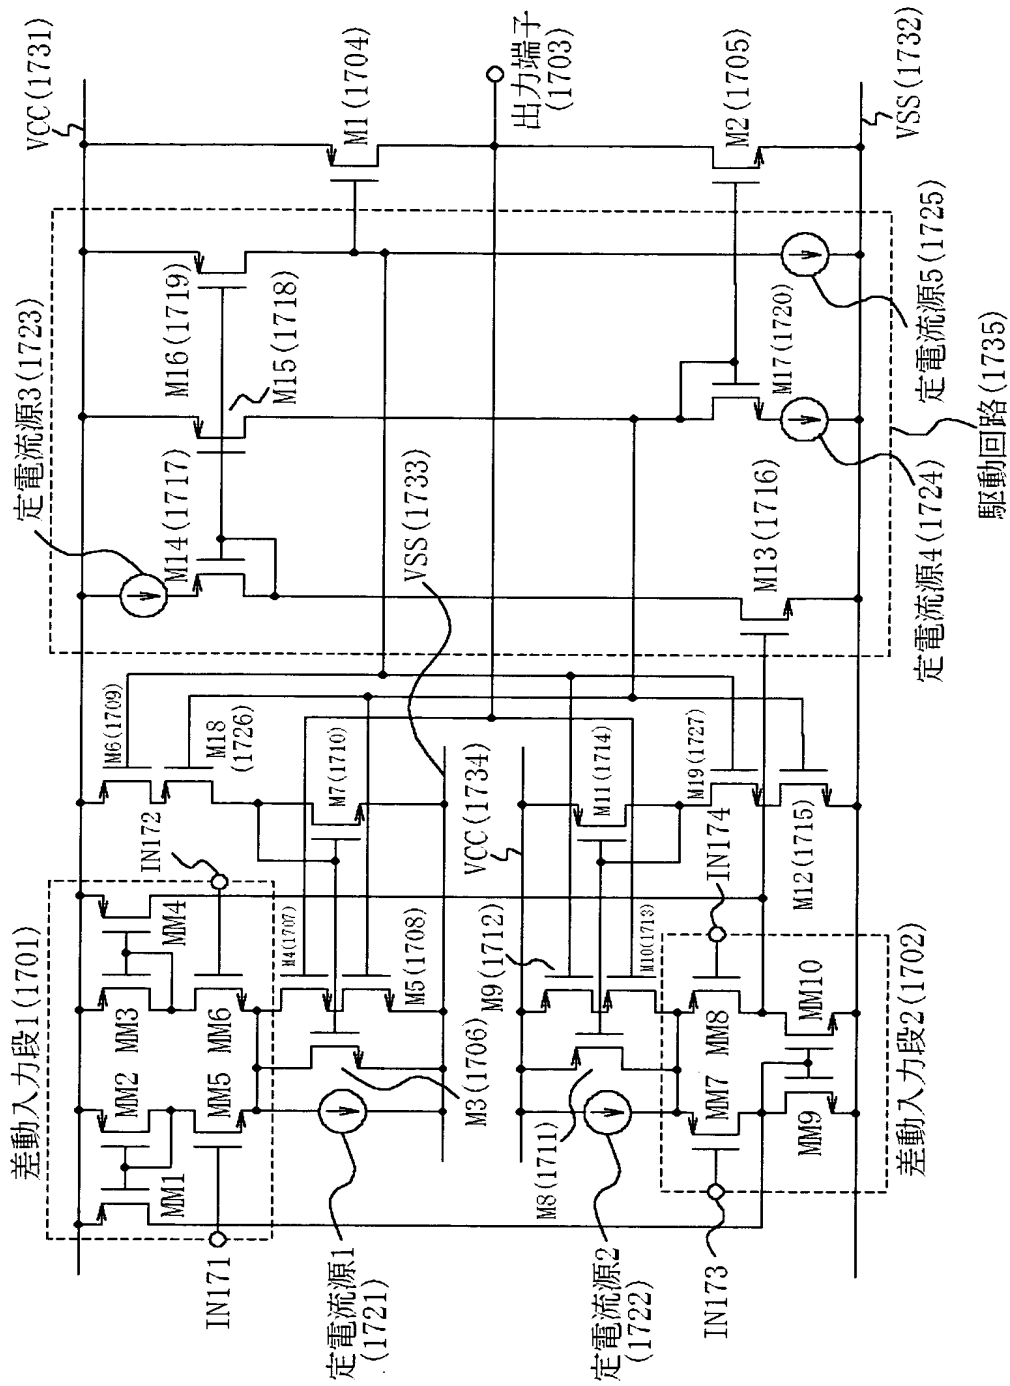 VCC(1731)
M1(1704)
出力端子
(1703)
M2(1705)
VSS(1732)
定電流源3(1723)
M16(1719)
M15(1718)
M14(1717)
M17(1720)
定電流源5(1725)
駆動回路(1735)
定電流源4(1724)
M13(1716)
VSS(1733)
M6(1709)
M18
(1726)
M7(1710)
VCC(1734)
M11(1714)
M19(1727)
M12(1715)
IN172
IN174
差動入力段1(1701)
MM4
MM3
MM2
MM1
MM6
MM5
IN171
M4(1707)
M5(1708)
M3(1706)
定電流源1
(1721)
M9(1712)
M10(1713)
M8(1711)
定電流源2
(1722)
差動入力段2(1702)
MM8
MM7
MM10
MM9
IN173